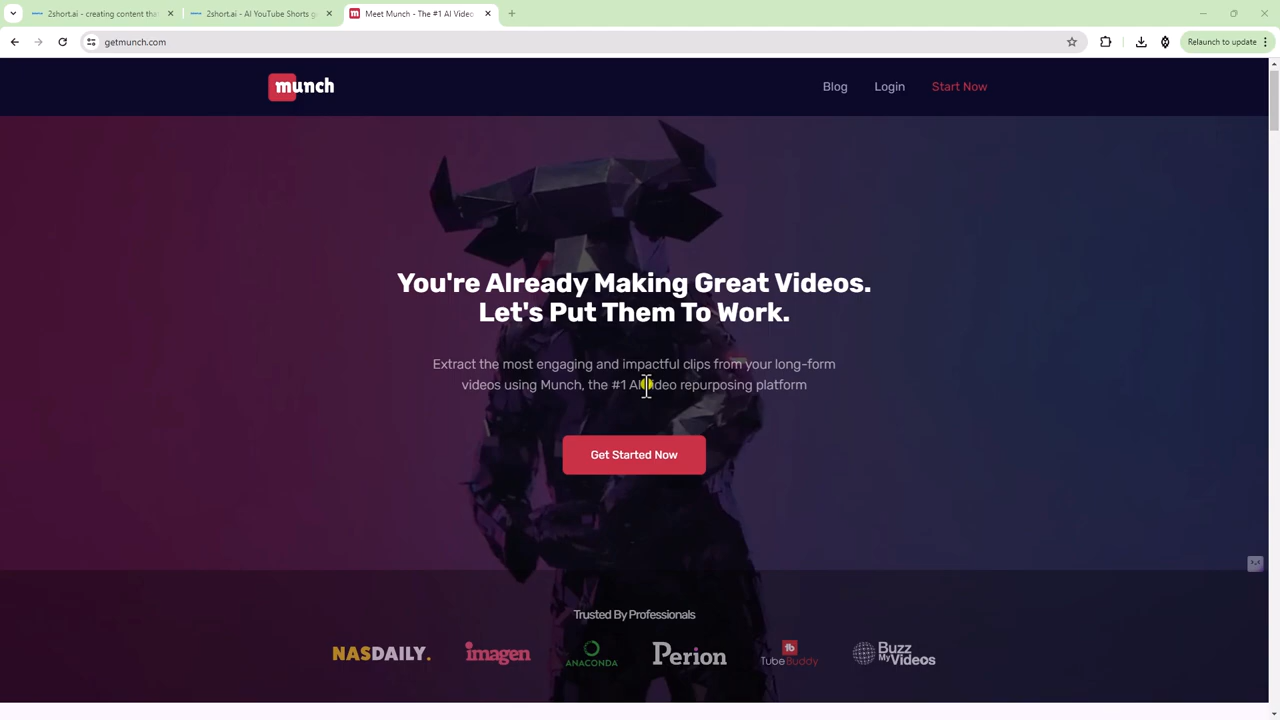 2short.ai - creating content tha
2short.ai - AI YouTube Shorts g
Meet Munch - The #1 AI Video
getmunch.com
Relaunch to update
munch
Blog
Login
Start Now
You're Already Making Great Videos.
Let's Put Them To Work.
Extract the most engaging and impactful clips from your long-form
videos using Munch, the #1 AI video repurposing platform
Get Started Now
Trusted By Professionals
NASDAILY.
imagen
ANACONDA
Perion
tb
TubeBuddy
Buzz
My Videos